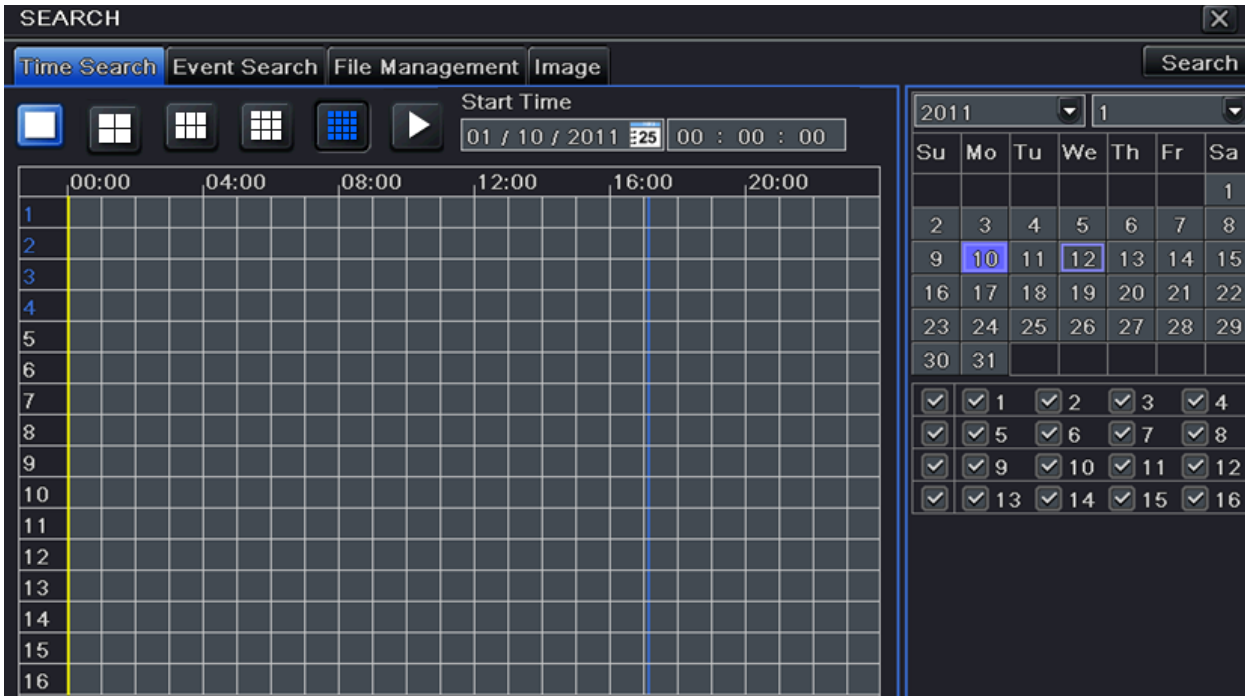 SEARCH
Time Search Event Search File Management Image Search
Start Time
01 / 10 / 2011 25 00 : 00 : 00
00:00 04:00 08:00 12:00 16:00 20:00
1
2
3
4
5
6
7
8
9
10
11
12
13
14
15
16
2011 1
Su Mo Tu We Th Fr Sa
1
2 3 4 5 6 7 8
9 10 11 12 13 14 15
16 17 18 19 20 21 22
23 24 25 26 27 28 29
30 31
1 2 3 4
5 6 7 8
9 10 11 12
13 14 15 16